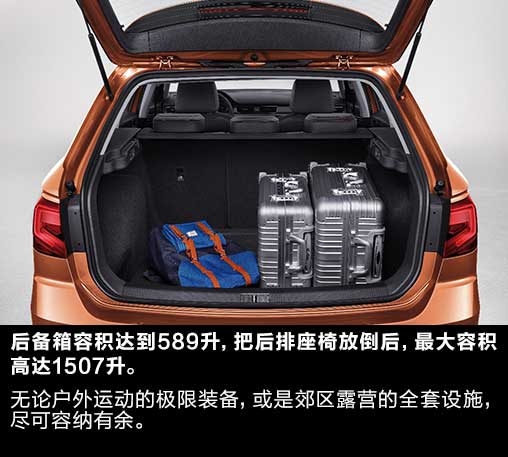 后备箱容积达到589升,把后排座椅放倒后,最大容积
高达1507升。
无论户外运动的极限装备,或是郊区露营的全套设施,
尽可容纳有余。